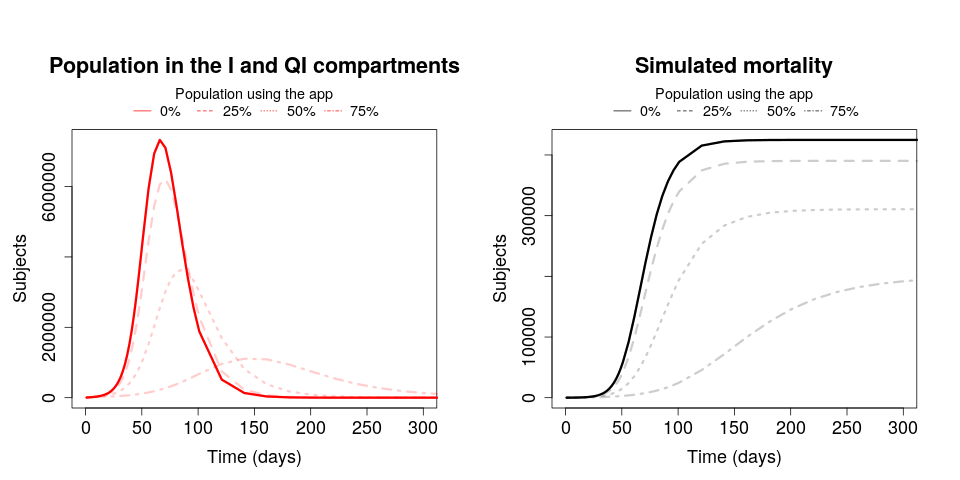 Population in the I and QI compartments
Population using the app
0% 25% 50% 75%
Subjects
6000000
2000000
0
0 50 100 150 200 250 300
Time (days)
Simulated mortality
Population using the app
0% 25% 50% 75%
Subjects
300000
100000
0
0 50 100 150 200 250 300
Time (days)